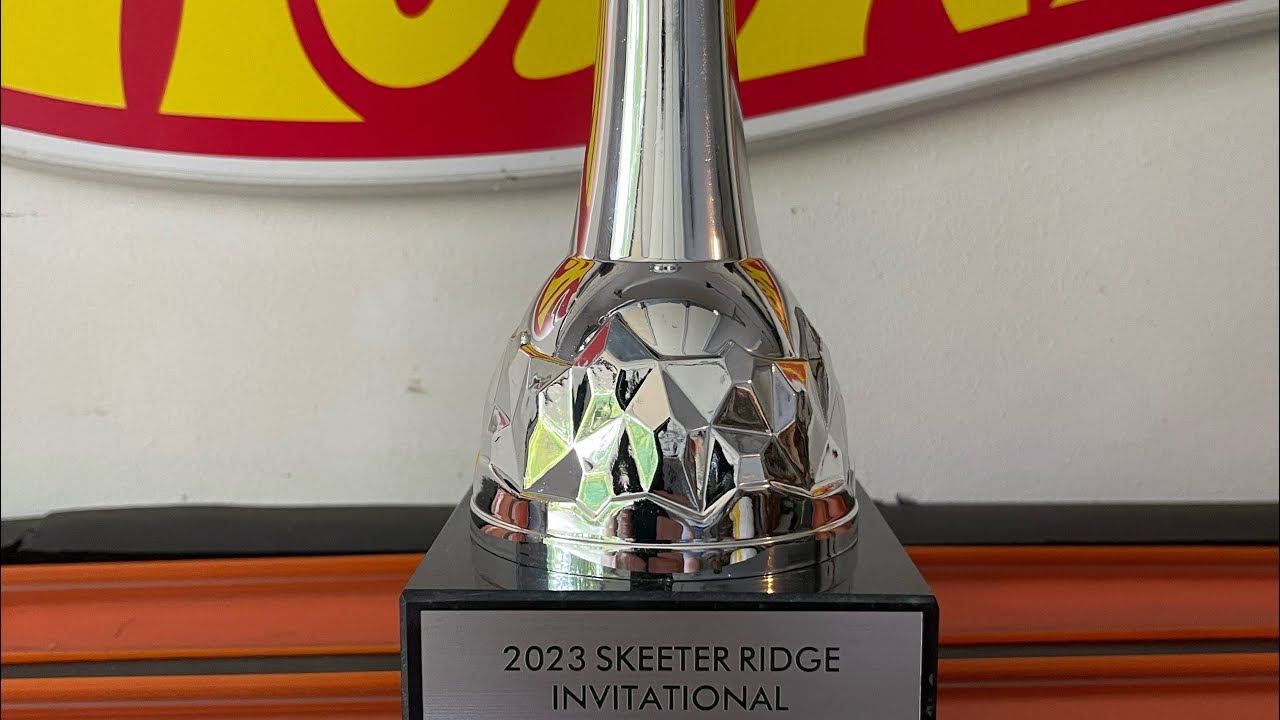 2023 SKEETER RIDGE
INVITATIONAL